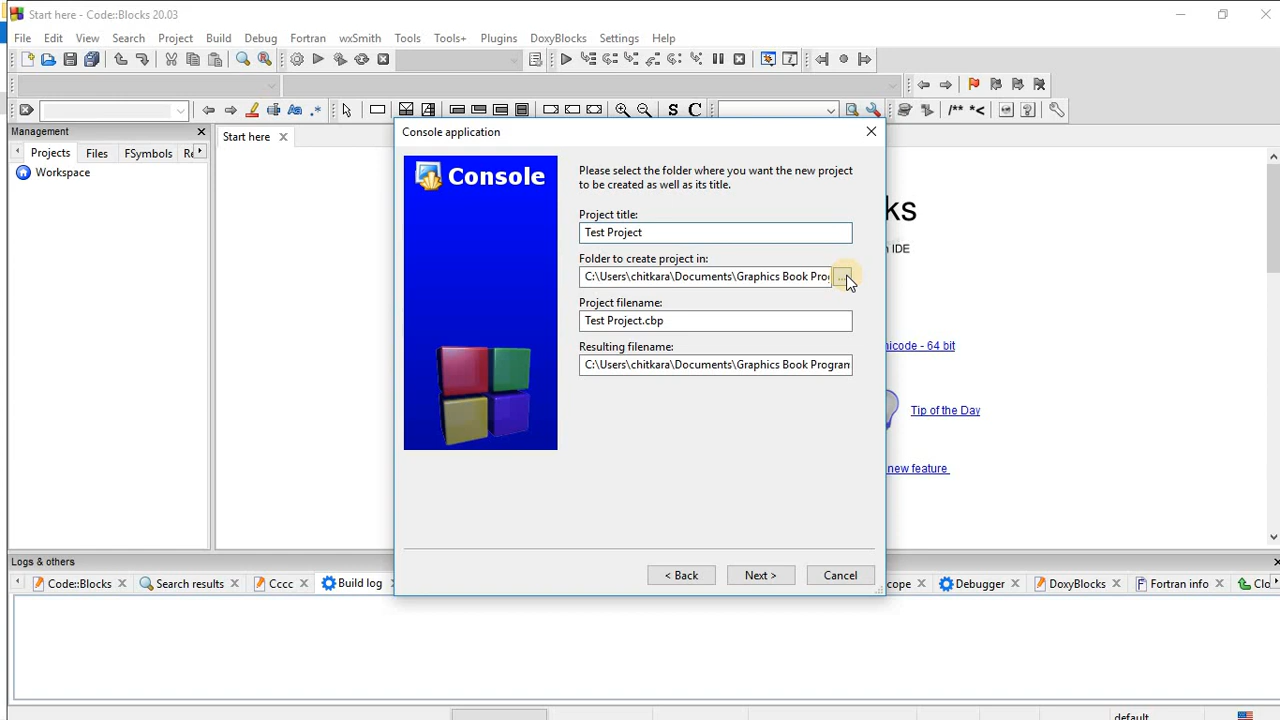 Start here - Code::Blocks 20.03
File Edit View Search Project Build Debug Fortran wxSmith Tools Tools+ Plugins DoxyBlocks Settings Help
S C
/** *<
Management
Start here
Projects Files FSymbols Re
Workspace
Console application
Console
Please select the folder where you want the new project
to be created as well as its title.
Project title:
Test Project
Folder to create project in:
C:\Users\chitkara\Documents\Graphics Book Pro
...
Project filename:
Test Project.cbp
Resulting filename:
C:\Users\chitkara\Documents\Graphics Book Program
< Back Next > Cancel
ks
IDE
nicode - 64 bit
Tip of the Day
new feature
Logs & others
Code::Blocks Search results Cccc Build log cope Debugger DoxyBlocks Fortran info Clo
default